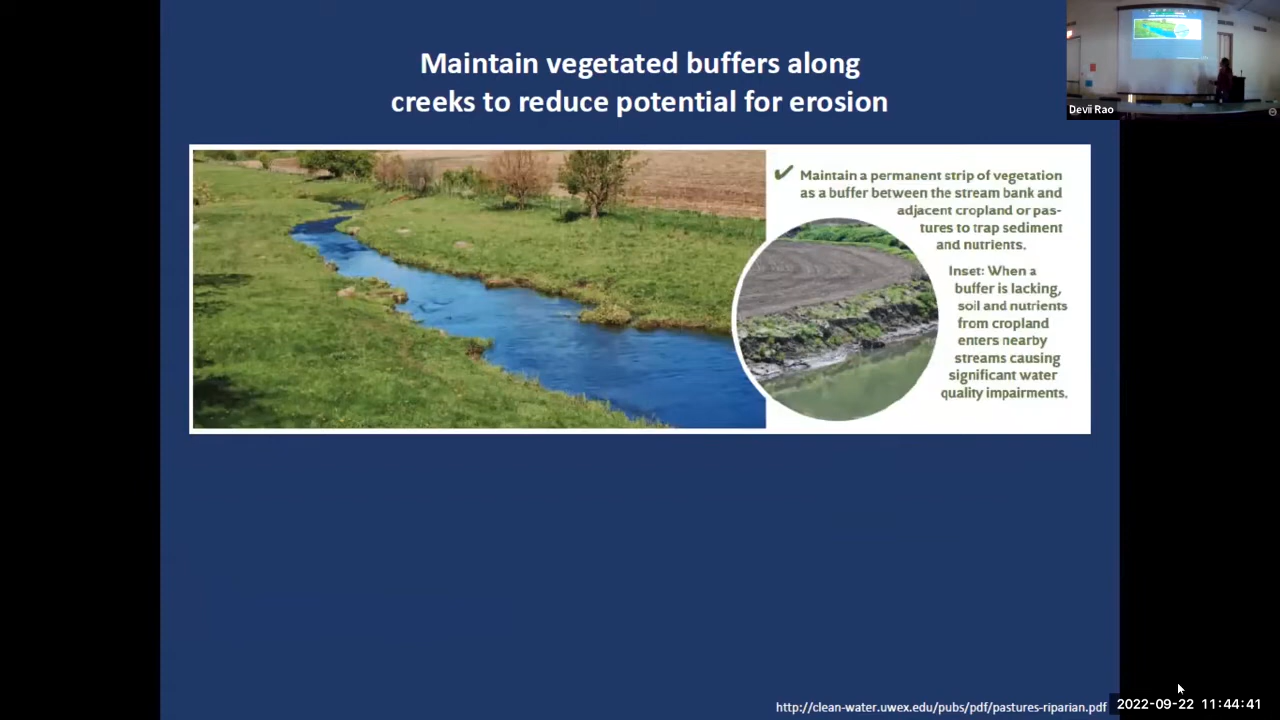 Maintain vegetated buffers along
creeks to reduce potential for erosion
Devii Rao
✔ Maintain a permanent strip of vegetation
as a buffer between the stream bank and
adjacent cropland or pas-
tures to trap sediment
and nutrients.
Inset: When a
buffer is lacking,
soil and nutrients
from cropland
enters nearby
streams causing
significant water
quality impairments.
http://clean-water.uwex.edu/pubs/pdf/pastures-riparian.pdf
2022-09-22 11:44:41